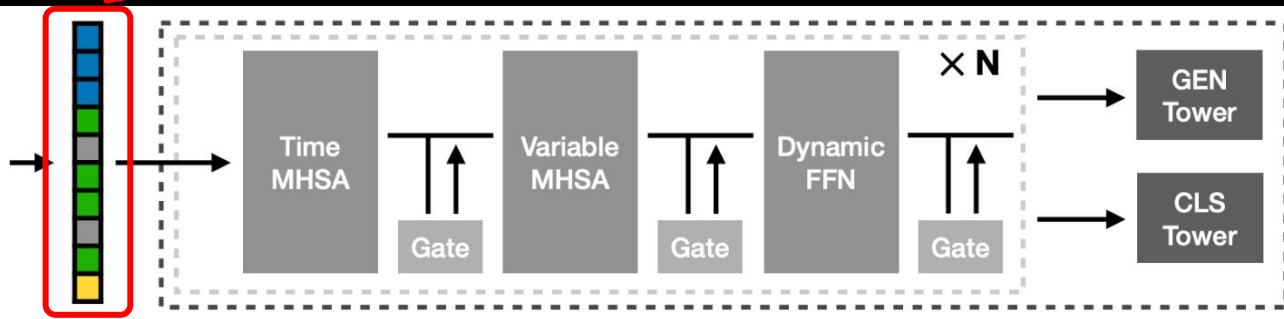 × N
Time
MHSA
Gate
Variable
MHSA
Gate
Dynamic
FFN
Gate
GEN
Tower
CLS
Tower